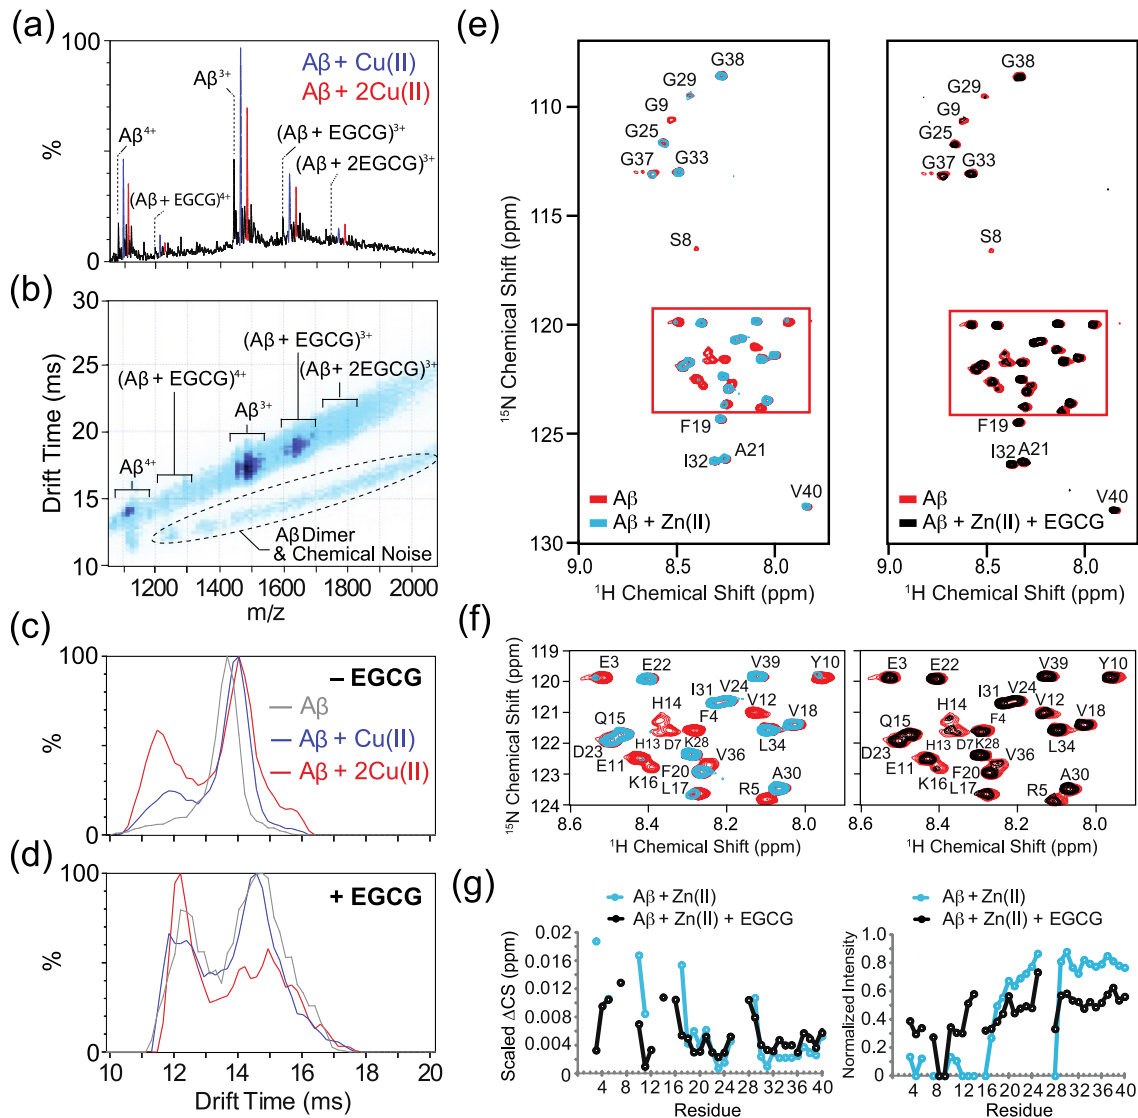 (a)
100
%
0
Aβ + Cu(II)
Aβ + 2Cu(II)
Aβ³⁺
Aβ⁴⁺
(Aβ + EGCG)³⁺
(Aβ + 2EGCG)³⁺
(Aβ + EGCG)⁴⁺
(b)
30
25
20
15
10
Drift Time (ms)
(Aβ + EGCG)³⁺
(Aβ + 2EGCG)³⁺
(Aβ + EGCG)⁴⁺
Aβ³⁺
Aβ⁴⁺
Aβ Dimer
& Chemical Noise
1200 1400 1600 1800 2000
m/z
(c)
100
%
0
– EGCG
Aβ
Aβ + Cu(II)
Aβ + 2Cu(II)
10 11 12 13 14 15 16 17 18 19 20
(d)
100
%
0
+ EGCG
10 12 14 16 18 20
Drift Time (ms)
(e)
¹⁵N Chemical Shift (ppm)
110
115
120
125
130
G38
G29
G9
G25
G37
G33
S8
F19
I32
A21
V40
Aβ
Aβ + Zn(II)
9.0 8.5 8.0
¹H Chemical Shift (ppm)
G38
G29
G9
G25
G37
G33
S8
F19
I32
A21
V40
Aβ
Aβ + Zn(II) + EGCG
9.0 8.5 8.0
¹H Chemical Shift (ppm)
(f)
¹⁵N Chemical Shift (ppm)
119
120
121
122
123
124
E3 E22 V39 Y10
I31 V24
H14 V12
Q15 F4 V18
D23 H13 D7 K28 L34
E11 V36
K16 F20 A30
L17 R5
8.6 8.4 8.2 8.0
¹H Chemical Shift (ppm)
E3 E22 V39 Y10
I31 V24
H14 V12
Q15 F4 V18
D23 H13 D7 K28 L34
E11 V36
K16 F20 A30
L17 R5
8.6 8.4 8.2 8.0
¹H Chemical Shift (ppm)
(g)
Aβ + Zn(II)
Aβ + Zn(II) + EGCG
Scaled ΔCS (ppm)
0.02
0.016
0.012
0.008
0.004
0
4 8 12 16 20 24 28 32 36 40
Residue
Aβ + Zn(II)
Aβ + Zn(II) + EGCG
Normalized Intensity
1.0
0.8
0.6
0.4
0.2
0
4 8 12 16 20 24 28 32 36 40
Residue